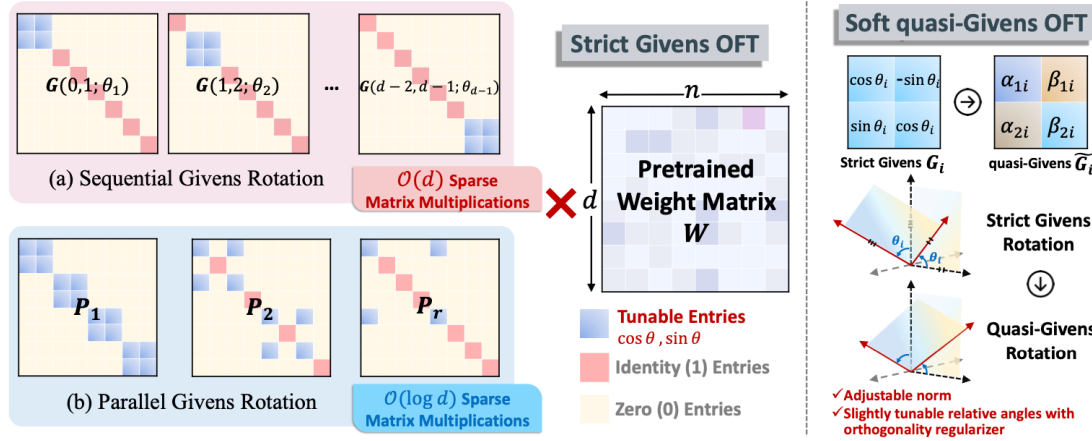 G(0,1; θ₁)
G(1,2; θ₂)
...
G(d−2, d−1; θ_{d−1})
(a) Sequential Givens Rotation
𝒪(d) Sparse
Matrix Multiplications
P₁
P₂
Pᵣ
(b) Parallel Givens Rotation
𝒪(log d) Sparse
Matrix Multiplications
Strict Givens OFT
n
d
Pretrained
Weight Matrix
W
Tunable Entries
cos θ , sin θ
Identity (1) Entries
Zero (0) Entries
Soft quasi-Givens OFT
cos θᵢ -sin θᵢ
sin θᵢ cos θᵢ
Strict Givens Gᵢ
α₁ᵢ β₁ᵢ
α₂ᵢ β₂ᵢ
quasi-Givens G̃ᵢ
θᵢ
θᵢ
Strict Givens
Rotation
Quasi-Givens
Rotation
✓Adjustable norm
✓Slightly tunable relative angles with
orthogonality regularizer